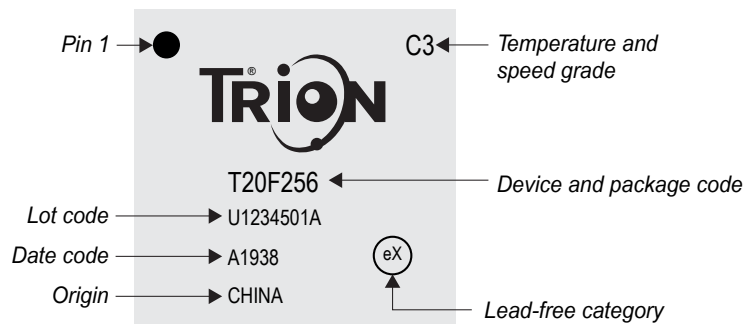 Pin 1
C3
Temperature and
speed grade
TRION®
T20F256
Device and package code
Lot code
U1234501A
Date code
A1938
eX
Origin
CHINA
Lead-free category